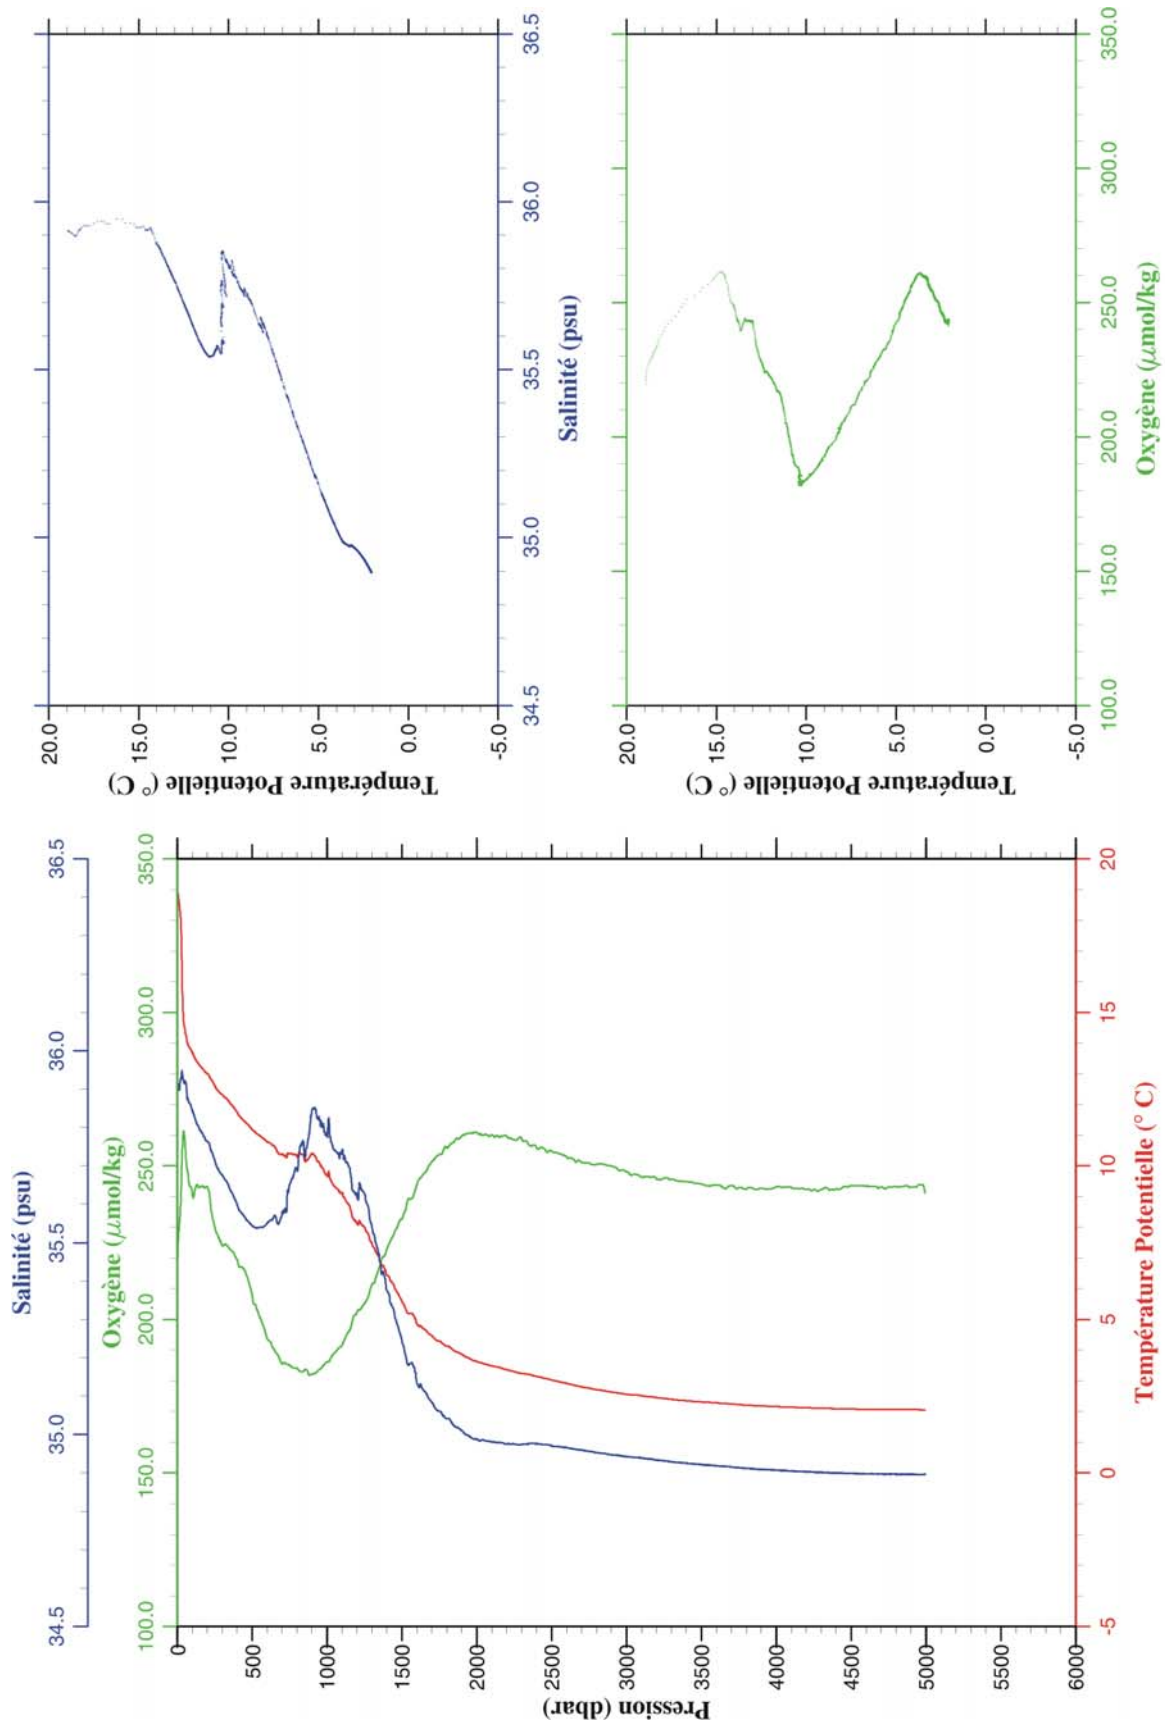 Salinité (psu)
34.5 35.0 35.5 36.0 36.5
Oxygène (μmol/kg)
100.0 150.0 200.0 250.0 300.0 350.0
Pression (dbar)
0
500
1000
1500
2000
2500
3000
3500
4000
4500
5000
5500
6000
-5 0 5 10 15 20
Température Potentielle (° C)
Température Potentielle (° C)
20.0
15.0
10.0
5.0
0.0
-5.0
34.5 35.0 35.5 36.0 36.5
Salinité (psu)
Température Potentielle (° C)
20.0
15.0
10.0
5.0
0.0
-5.0
100.0 150.0 200.0 250.0 300.0 350.0
Oxygène (μmol/kg)